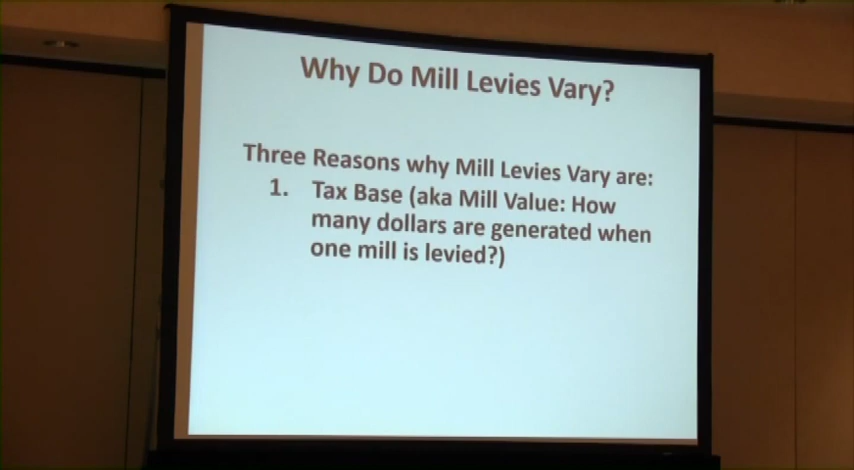 Why Do Mill Levies Vary?
Three Reasons why Mill Levies Vary are:
1. Tax Base (aka Mill Value: How
many dollars are generated when
one mill is levied?)